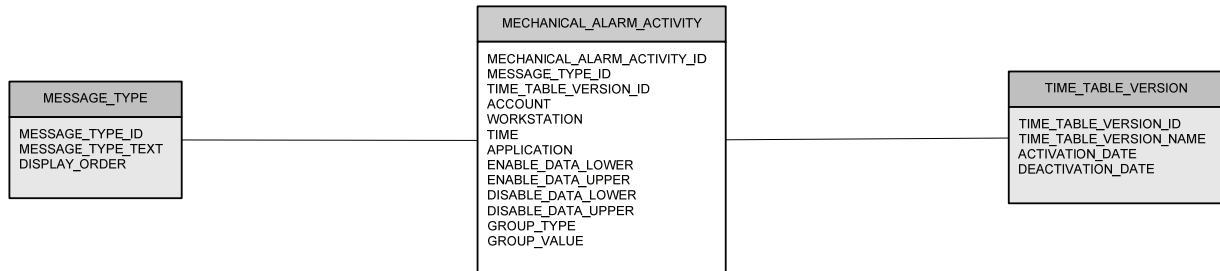 MECHANICAL_ALARM_ACTIVITY
MECHANICAL_ALARM_ACTIVITY_ID
MESSAGE_TYPE_ID
TIME_TABLE_VERSION_ID
ACCOUNT
WORKSTATION
TIME
APPLICATION
ENABLE_DATA_LOWER
ENABLE_DATA_UPPER
DISABLE_DATA_LOWER
DISABLE_DATA_UPPER
GROUP_TYPE
GROUP_VALUE
MESSAGE_TYPE
MESSAGE_TYPE_ID
MESSAGE_TYPE_TEXT
DISPLAY_ORDER
TIME_TABLE_VERSION
TIME_TABLE_VERSION_ID
TIME_TABLE_VERSION_NAME
ACTIVATION_DATE
DEACTIVATION_DATE